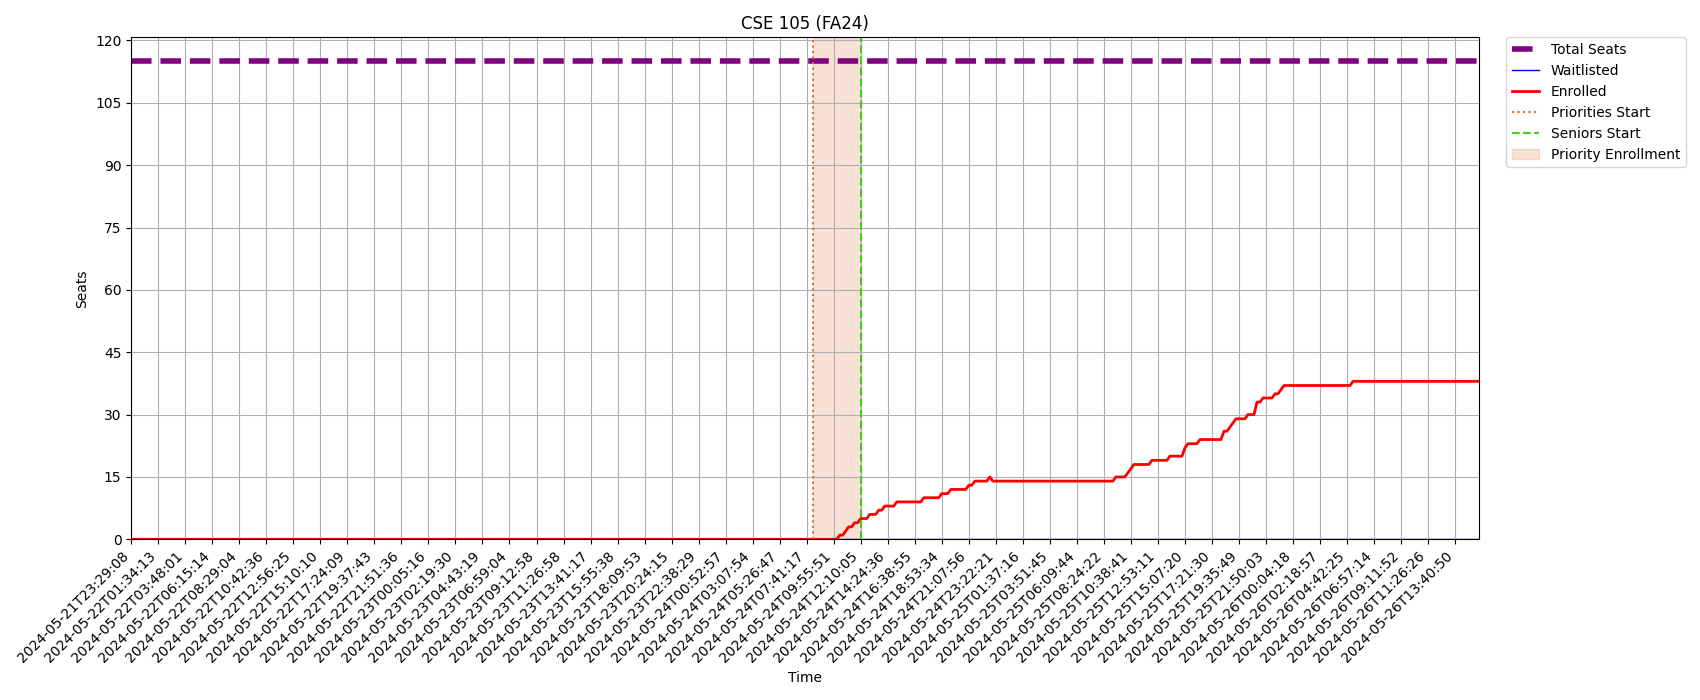 CSE 105 (FA24)
Total Seats
Waitlisted
Enrolled
Priorities Start
Seniors Start
Priority Enrollment
Seats
120
105
90
75
60
45
30
15
0
2024-05-21T23:29:08
2024-05-22T01:34:13
2024-05-22T03:48:01
2024-05-22T06:15:14
2024-05-22T08:29:04
2024-05-22T10:42:36
2024-05-22T12:56:25
2024-05-22T15:10:10
2024-05-22T17:24:09
2024-05-22T19:37:43
2024-05-22T21:51:36
2024-05-23T00:05:16
2024-05-23T02:19:30
2024-05-23T04:43:19
2024-05-23T06:59:04
2024-05-23T09:12:58
2024-05-23T11:26:58
2024-05-23T13:41:17
2024-05-23T15:55:38
2024-05-23T18:09:53
2024-05-23T20:24:15
2024-05-23T22:38:29
2024-05-24T00:52:57
2024-05-24T03:07:54
2024-05-24T05:26:47
2024-05-24T07:41:17
2024-05-24T09:55:51
2024-05-24T12:10:05
2024-05-24T14:24:36
2024-05-24T16:38:55
2024-05-24T18:53:34
2024-05-24T21:07:56
2024-05-24T23:22:21
2024-05-25T01:37:16
2024-05-25T03:51:45
2024-05-25T06:09:44
2024-05-25T08:24:22
2024-05-25T10:38:41
2024-05-25T12:53:11
2024-05-25T15:07:20
2024-05-25T17:21:30
2024-05-25T19:35:49
2024-05-25T21:50:03
2024-05-26T00:04:18
2024-05-26T02:18:57
2024-05-26T04:42:25
2024-05-26T06:57:14
2024-05-26T09:11:52
2024-05-26T11:26:26
2024-05-26T13:40:50
Time